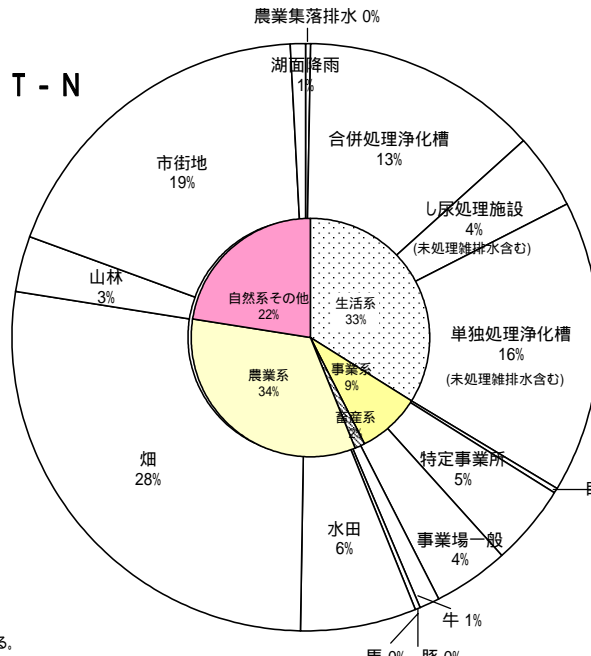 農業集落排水 0%
T-N
湖面降雨
1%
合併処理浄化槽
13%
市街地
19%
し尿処理施設
4%
(未処理雑排水含む)
山林
3%
自然系その他
22%
生活系
33%
単独処理浄化槽
16%
(未処理雑排水含む)
農業系
34%
事業系
9%
畜産系
2%
畑
28%
特定事業所
5%
水田
6%
事業場一般
4%
牛 1%
馬 0%
豚 0%
る。